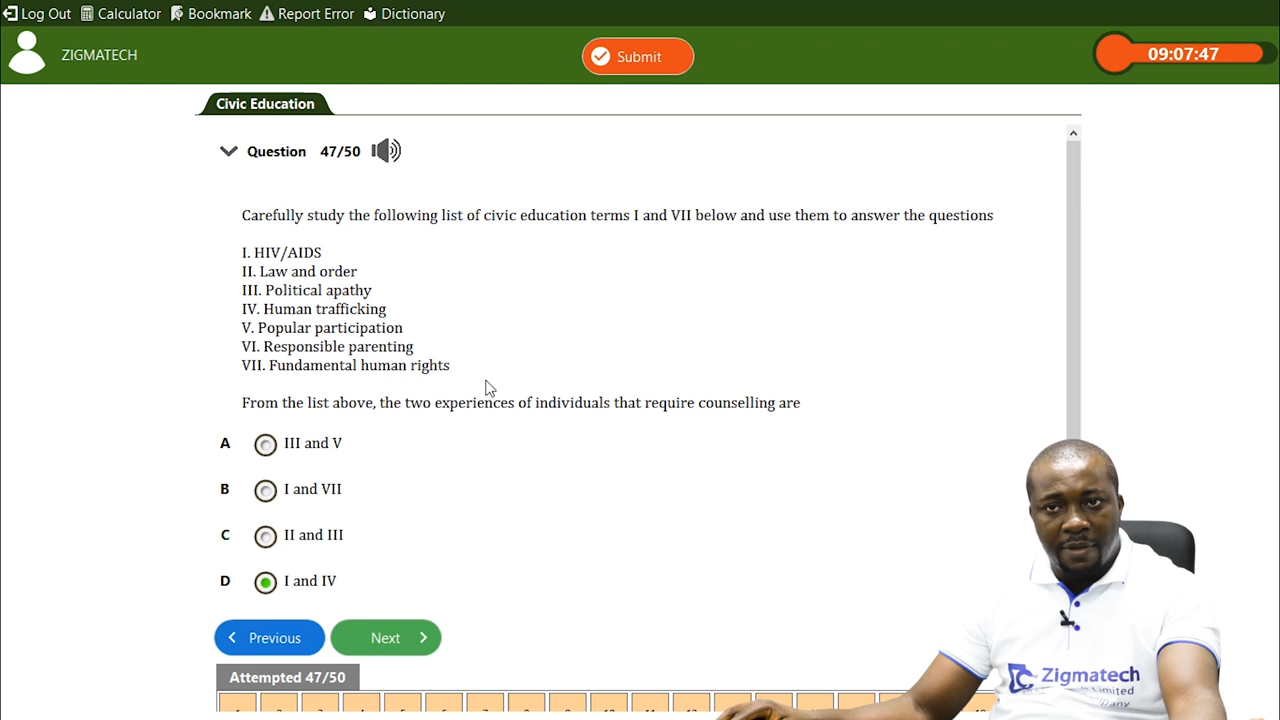 Log Out Calculator Bookmark Report Error Dictionary
ZIGMATECH
Submit
09:07:47
Civic Education
Question 47/50
Carefully study the following list of civic education terms I and VII below and use them to answer the questions
I. HIV/AIDS
II. Law and order
III. Political apathy
IV. Human trafficking
V. Popular participation
VI. Responsible parenting
VII. Fundamental human rights
From the list above, the two experiences of individuals that require counselling are
A III and V
B I and VII
C II and III
D I and IV
Previous Next
Attempted 47/50
Zigmatech
Limited